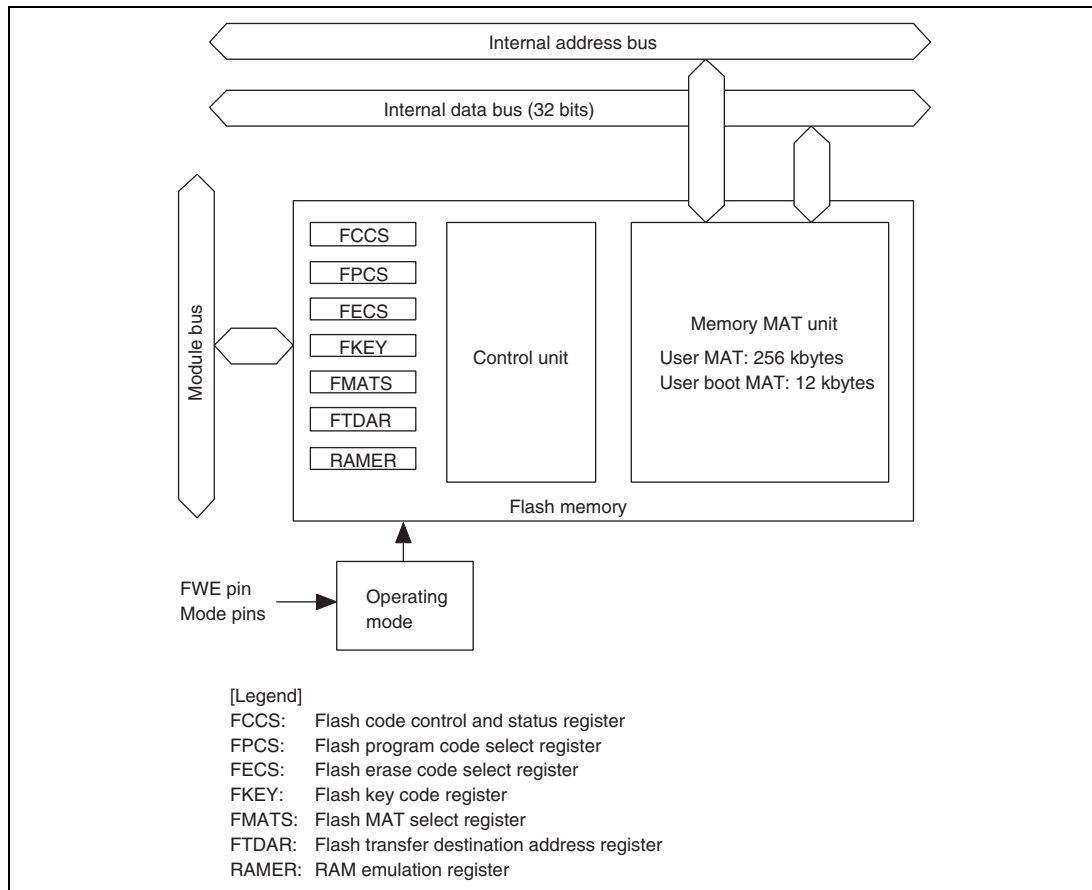 Internal address bus
Internal data bus (32 bits)
Module bus
FCCS
FPCS
FECS
FKEY
FMATS
FTDAR
RAMER
Control unit
Memory MAT unit
User MAT: 256 kbytes
User boot MAT: 12 kbytes
Flash memory
FWE pin
Mode pins
Operating
mode
[Legend]
FCCS: Flash code control and status register
FPCS: Flash program code select register
FECS: Flash erase code select register
FKEY: Flash key code register
FMATS: Flash MAT select register
FTDAR: Flash transfer destination address register
RAMER: RAM emulation register